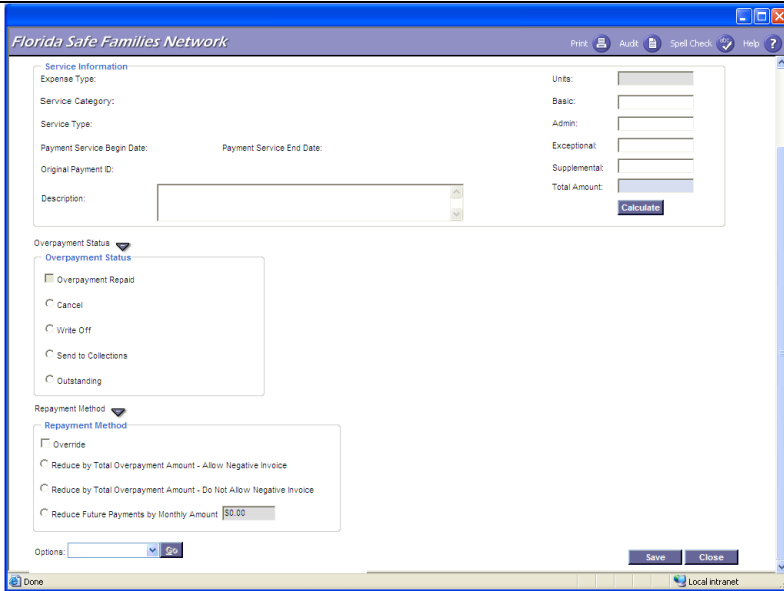 Florida Safe Families Network
Print Audit Spell Check abc Help ?
Service Information
Expense Type: Units:
Service Category: Basic:
Service Type: Admin:
Payment Service Begin Date: Payment Service End Date: Exceptional:
Original Payment ID: Supplemental:
Description: Total Amount:
Calculate
Overpayment Status
Overpayment Status
Overpayment Repaid
Cancel
Write Off
Send to Collections
Outstanding
Repayment Method
Repayment Method
Override
Reduce by Total Overpayment Amount - Allow Negative Invoice
Reduce by Total Overpayment Amount - Do Not Allow Negative Invoice
Reduce Future Payments by Monthly Amount $0.00
Options: Go
Save Close
Done Local intranet